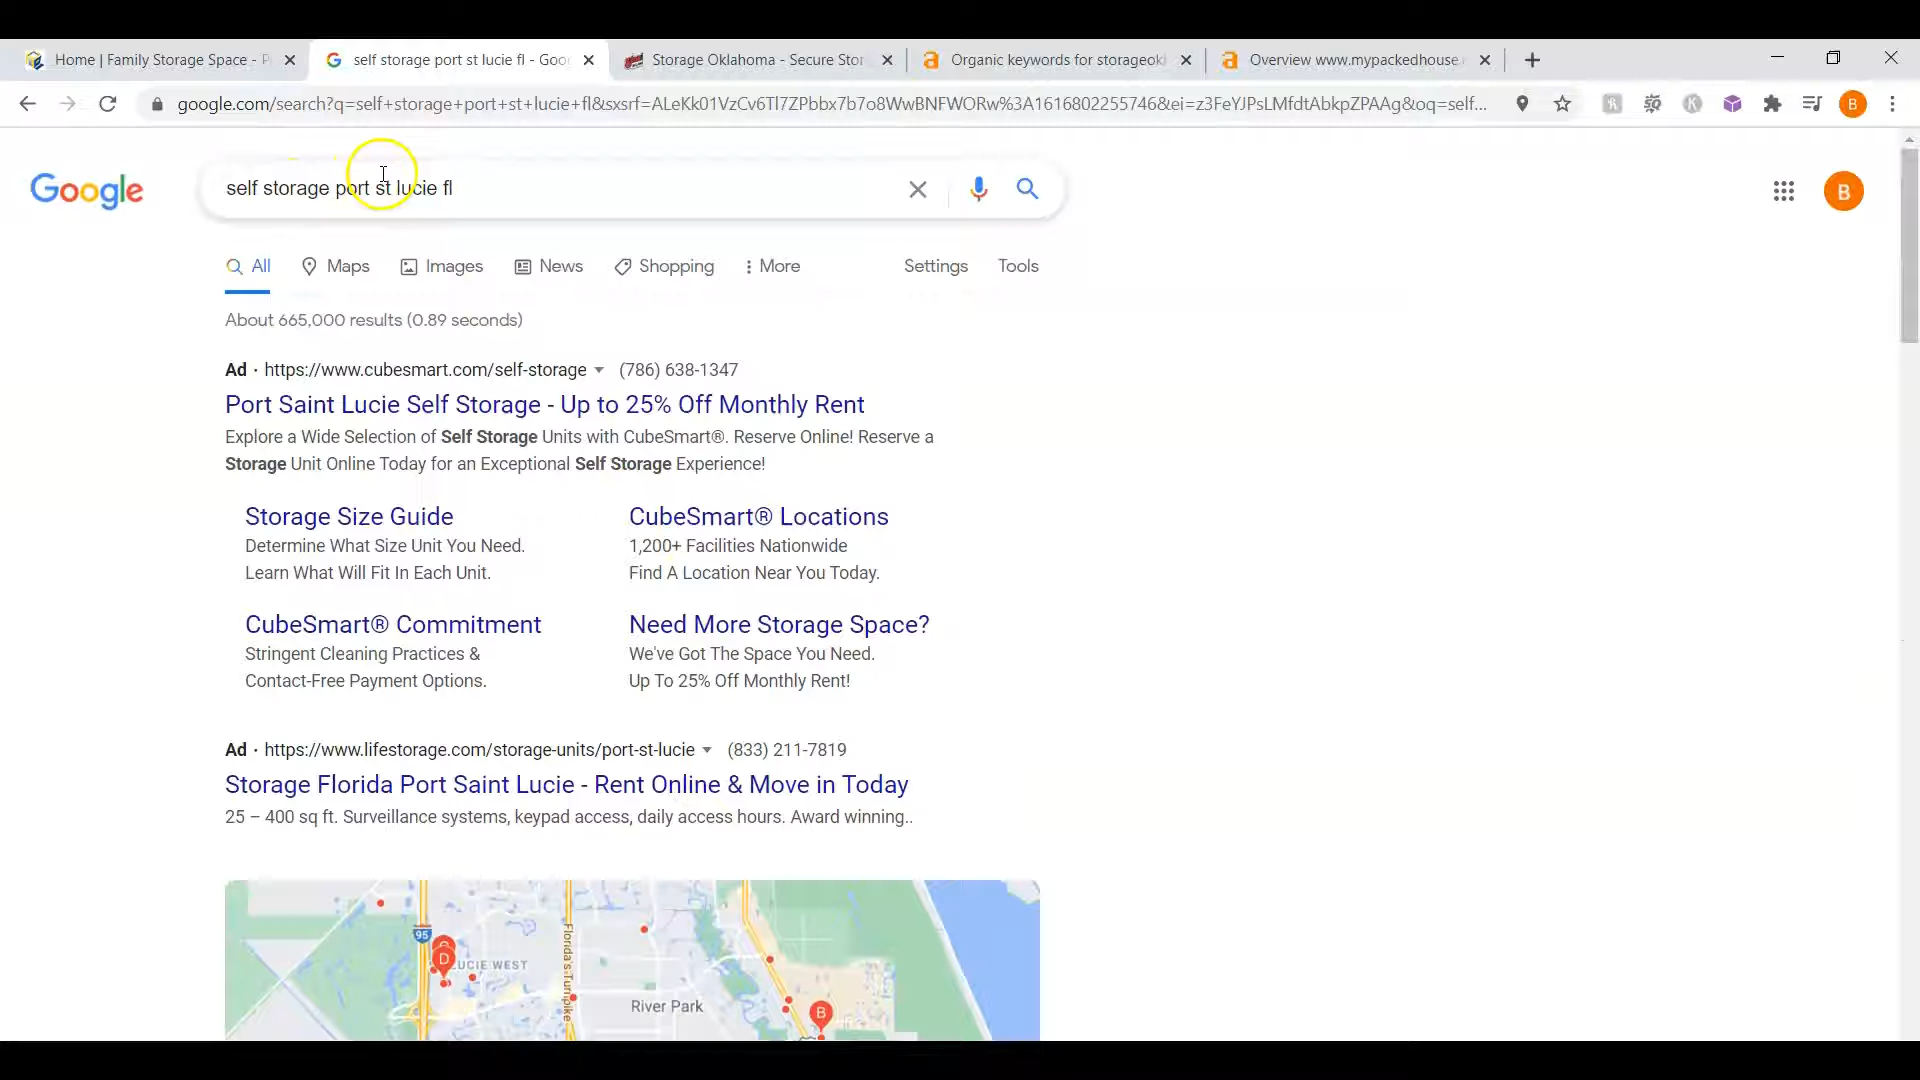 Home | Family Storage Space - P
self storage port st lucie fl - Goo
Storage Oklahoma - Secure Stor
Organic keywords for storageokl
Overview www.mypackedhouse.
google.com/search?q=self+storage+port+st+lucie+fl&sxsrf=ALeKk01VzCv6Tl7ZPbbx7b7o8WwBNFWORw%3A1616802255746&ei=z3FeYJPsLMfdtAbkpZPAAg&oq=self...
B
Google
self storage port st lucie fl
B
All
Maps
Images
News
Shopping
More
Settings
Tools
About 665,000 results (0.89 seconds)
Ad · https://www.cubesmart.com/self-storage (786) 638-1347
Port Saint Lucie Self Storage - Up to 25% Off Monthly Rent
Explore a Wide Selection of Self Storage Units with CubeSmart®. Reserve Online! Reserve a
Storage Unit Online Today for an Exceptional Self Storage Experience!
Storage Size Guide
Determine What Size Unit You Need.
Learn What Will Fit In Each Unit.
CubeSmart® Locations
1,200+ Facilities Nationwide
Find A Location Near You Today.
CubeSmart® Commitment
Stringent Cleaning Practices &
Contact-Free Payment Options.
Need More Storage Space?
We've Got The Space You Need.
Up To 25% Off Monthly Rent!
Ad · https://www.lifestorage.com/storage-units/port-st-lucie (833) 211-7819
Storage Florida Port Saint Lucie - Rent Online & Move in Today
25 – 400 sq ft. Surveillance systems, keypad access, daily access hours. Award winning..
95
D
LUCIE WEST
Florida's Turnpike
River Park
B